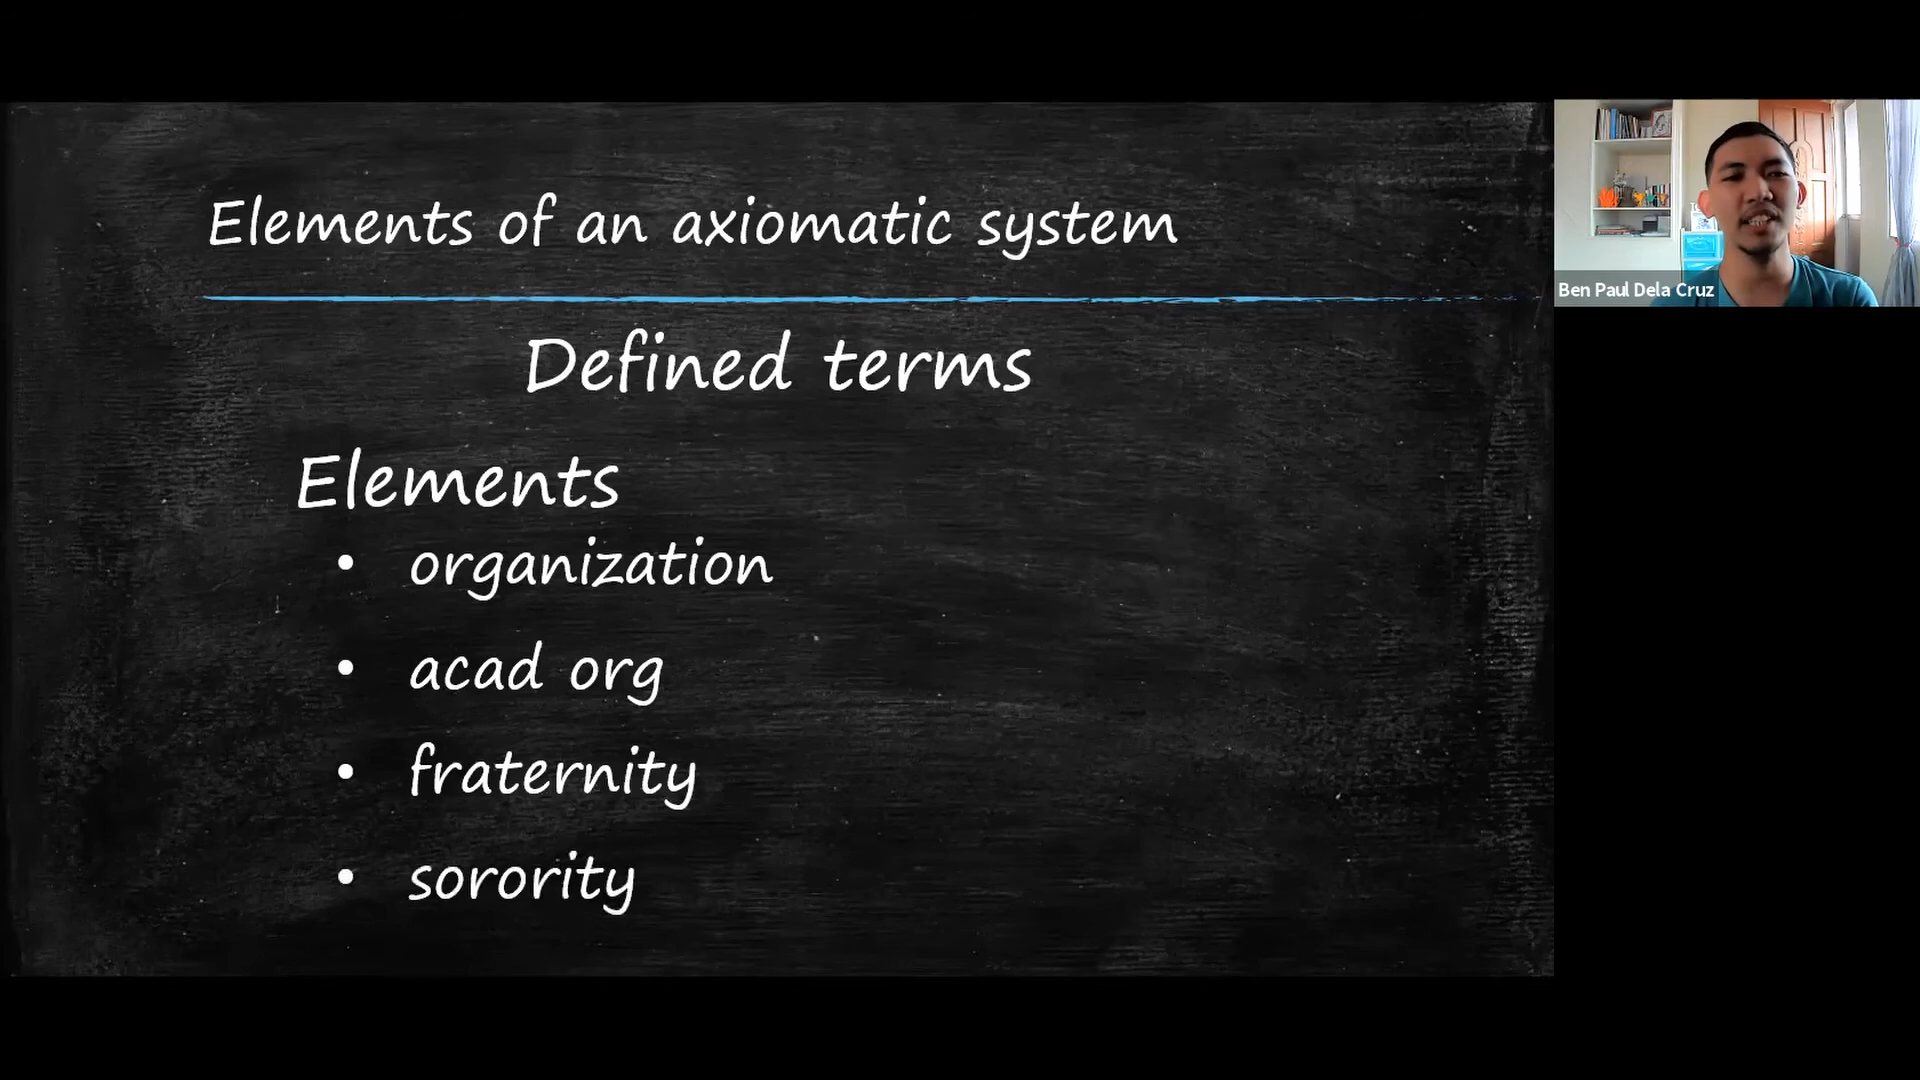 Elements of an axiomatic system
Defined terms
Elements
• organization
• acad org
• fraternity
• sorority
Ben Paul Dela Cruz